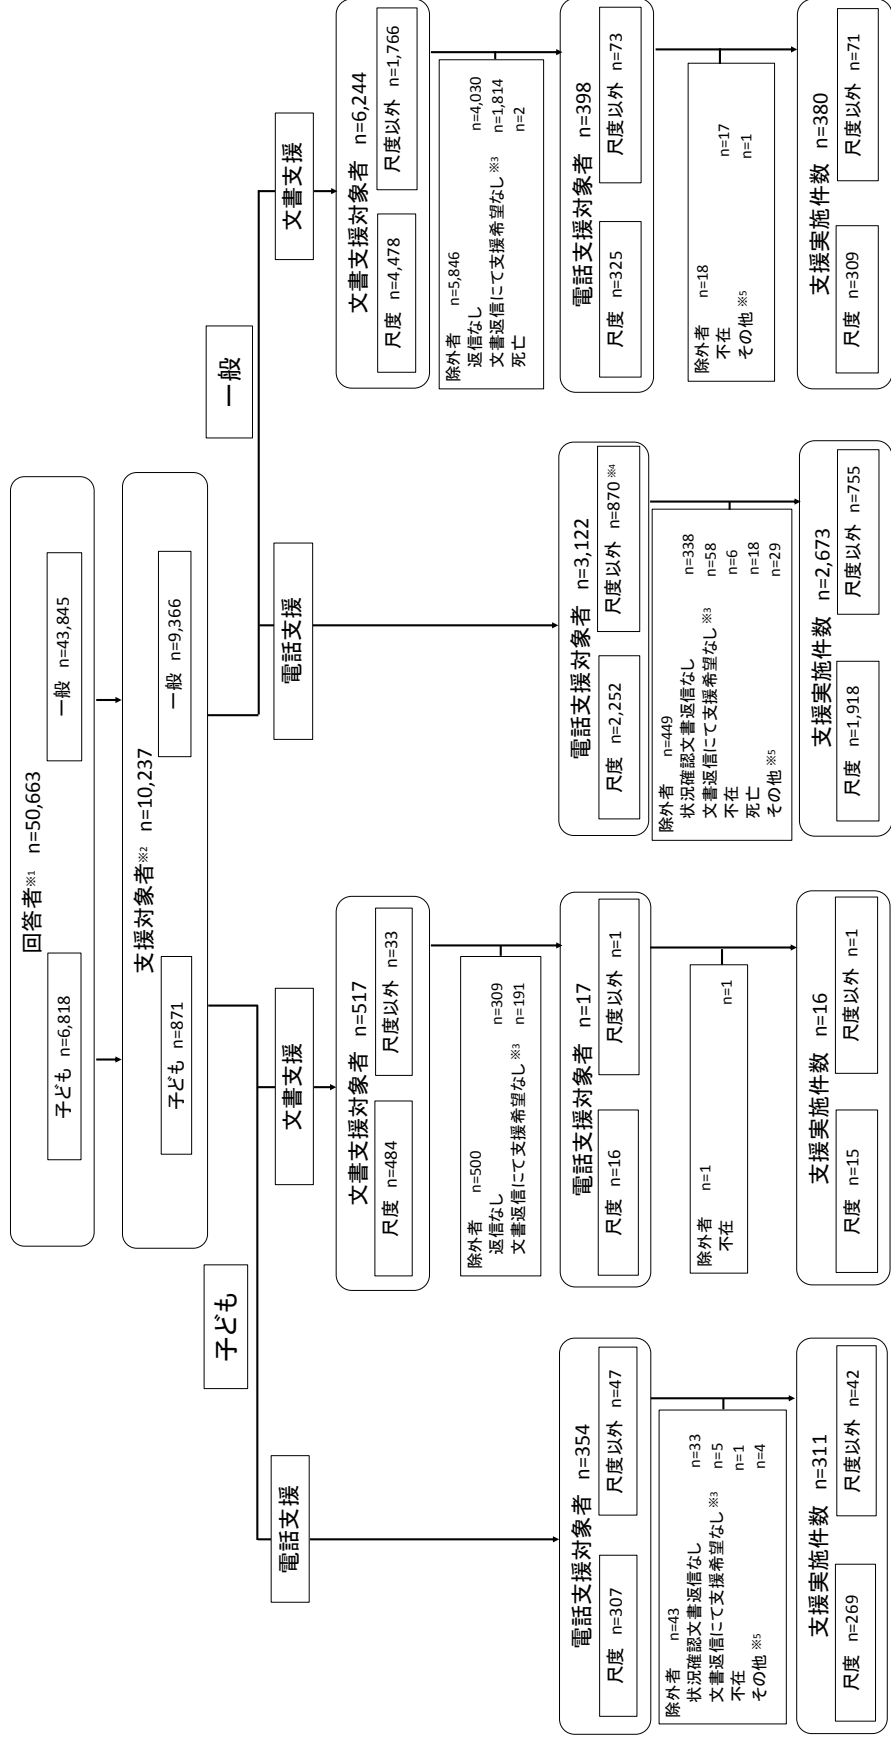 回答者※1 n=50,663
子ども n=6,818
一般 n=43,845
支援対象者※2 n=10,237
子ども n=871
一般 n=9,366
子ども
電話支援
電話支援対象者 n=354
尺度 n=307
尺度以外 n=47
除外者 n=43
状況確認文書返信なし n=33
文書返信にて支援希望なし※3 n=5
不在 n=1
その他※5 n=4
支援実施件数 n=311
尺度 n=269
尺度以外 n=42
文書支援
文書支援対象者 n=517
尺度 n=484
尺度以外 n=33
除外者 n=500
返信なし n=309
文書返信にて支援希望なし※3 n=191
電話支援対象者 n=17
尺度 n=16
尺度以外 n=1
除外者 n=1
不在 n=1
支援実施件数 n=16
尺度 n=15
尺度以外 n=1
一般
電話支援
電話支援対象者 n=3,122
尺度 n=2,252
尺度以外 n=870※4
除外者 n=449
状況確認文書返信なし n=338
文書返信にて支援希望なし※3 n=58
不在 n=6
死亡 n=18
その他※5 n=29
支援実施件数 n=2,673
尺度 n=1,918
尺度以外 n=755
文書支援
文書支援対象者 n=6,244
尺度 n=4,478
尺度以外 n=1,766
除外者 n=5,846
返信なし n=4,030
文書返信にて支援希望なし※3 n=1,814
死亡 n=2
電話支援対象者 n=398
尺度 n=325
尺度以外 n=73
除外者 n=18
不在 n=17
その他※5 n=1
支援実施件数 n=380
尺度 n=309
尺度以外 n=71